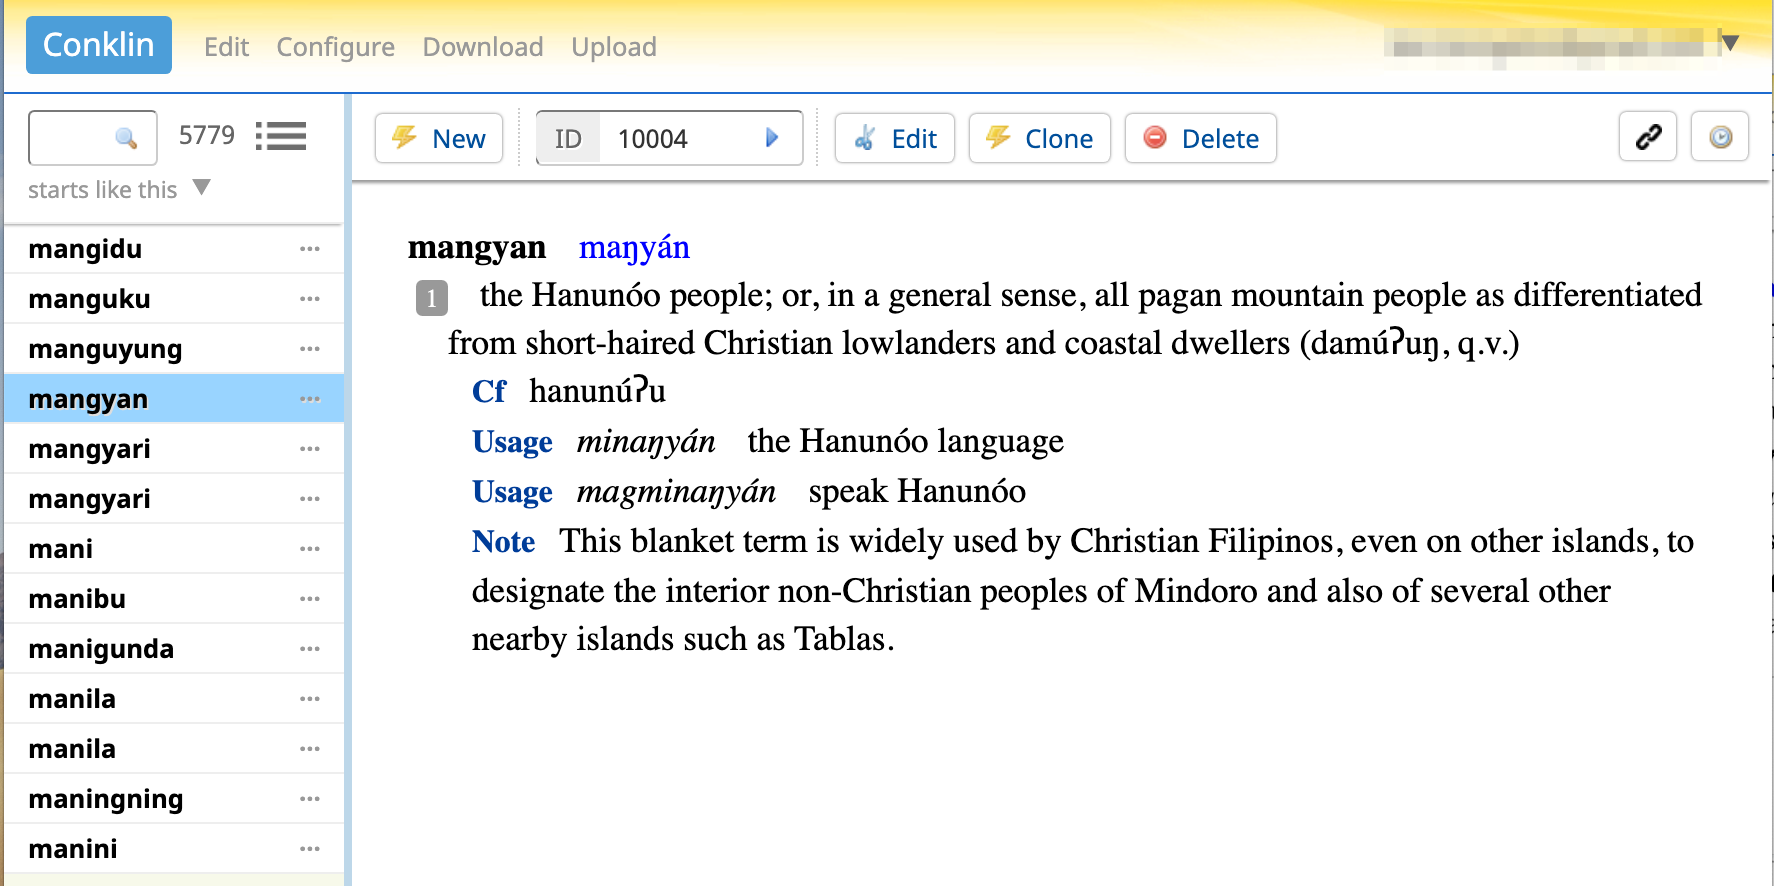 Conklin Edit Configure Download Upload
5779
starts like this
New ID 10004 Edit Clone Delete
mangidu
manguku
manguyung
mangyan
mangyari
mangyari
mani
manibu
manigunda
manila
manila
maningning
manini
mangyan maŋyán
1 the Hanunóo people; or, in a general sense, all pagan mountain people as differentiated
from short-haired Christian lowlanders and coastal dwellers (damúʔuŋ, q.v.)
Cf hanunúʔu
Usage minaŋyán the Hanunóo language
Usage magminaŋyán speak Hanunóo
Note This blanket term is widely used by Christian Filipinos, even on other islands, to
designate the interior non-Christian peoples of Mindoro and also of several other
nearby islands such as Tablas.